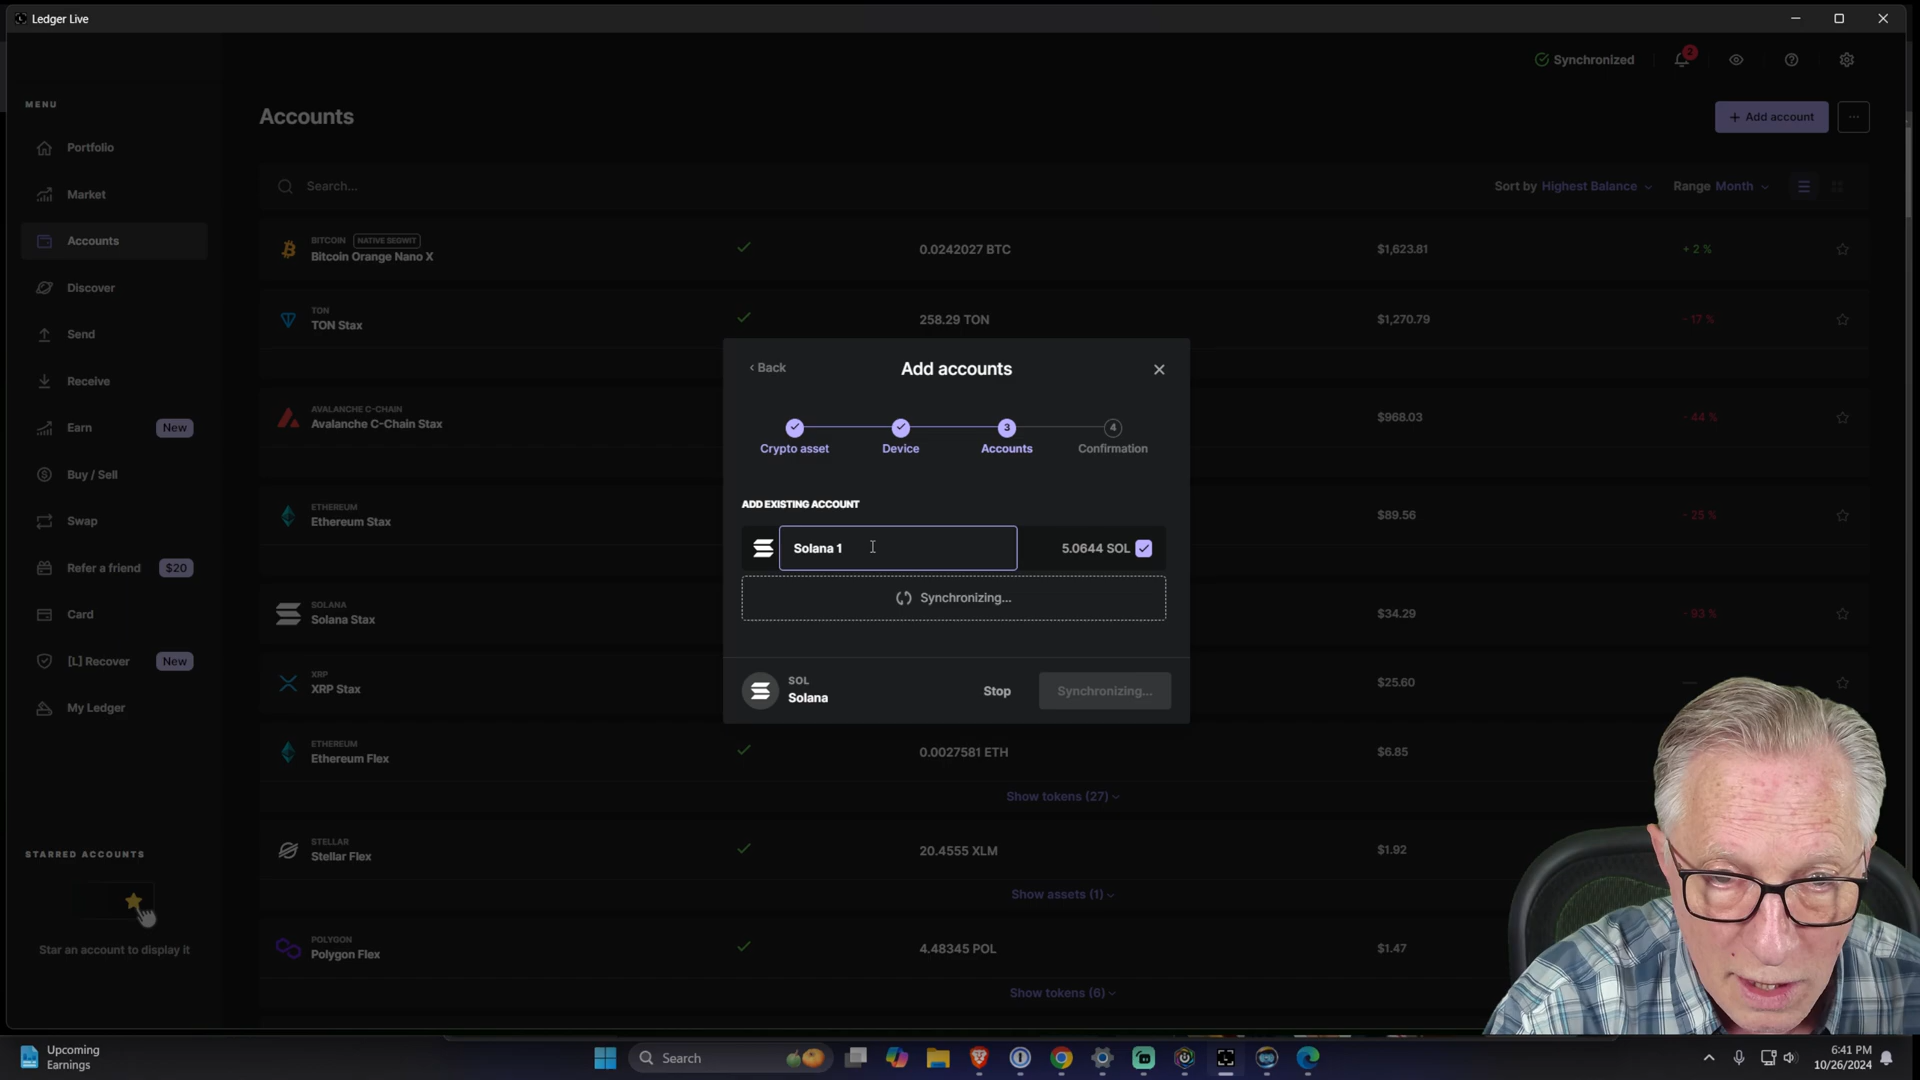 Ledger Live
Synchronized
2
MENU
Portfolio
Market
Accounts
Discover
Send
Receive
Earn New
Buy / Sell
Swap
Refer a friend $20
Card
[L] Recover New
My Ledger
STARRED ACCOUNTS
Star an account to display it
Accounts
+ Add account
Search...
Sort by Highest Balance
Range Month
BITCOIN NATIVE SEGWIT
Bitcoin Orange Nano X
0.0242027 BTC
$1,623.81
+ 2 %
TON
TON Stax
258.29 TON
$1,270.79
- 17 %
AVALANCHE C-CHAIN
Avalanche C-Chain Stax
$968.03
- 44 %
ETHEREUM
Ethereum Stax
$89.56
- 25 %
SOLANA
Solana Stax
$34.29
- 93 %
XRP
XRP Stax
$25.60
ETHEREUM
Ethereum Flex
0.0027581 ETH
$6.85
Show tokens (27)
STELLAR
Stellar Flex
20.4555 XLM
$1.92
Show assets (1)
POLYGON
Polygon Flex
4.48345 POL
$1.47
Show tokens (6)
‹ Back
Add accounts
3
4
Crypto asset
Device
Accounts
Confirmation
ADD EXISTING ACCOUNT
Solana 1
5.0644 SOL
Synchronizing...
SOL
Solana
Stop
Synchronizing...
Upcoming
Earnings
Search
6:41 PM
10/26/2024